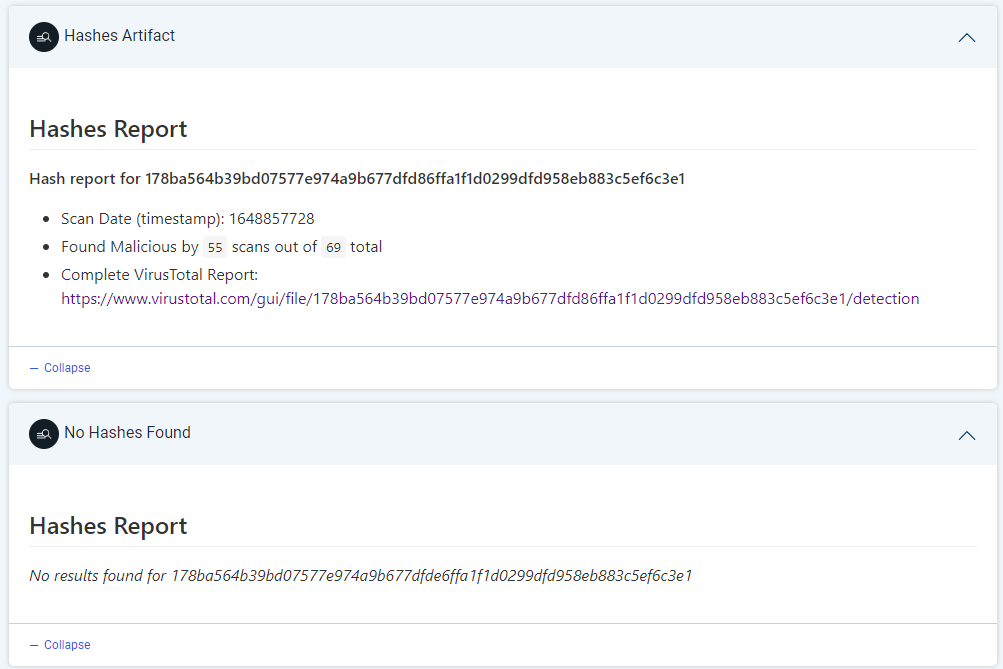 Hashes Artifact
Hashes Report
Hash report for 178ba564b39bd07577e974a9b677dfd86ffa1f1d0299dfd958eb883c5ef6c3e1
Scan Date (timestamp): 1648857728
Found Malicious by 55 scans out of 69 total
Complete VirusTotal Report:
https://www.virustotal.com/gui/file/178ba564b39bd07577e974a9b677dfd86ffa1f1d0299dfd958eb883c5ef6c3e1/detection
— Collapse
No Hashes Found
Hashes Report
No results found for 178ba564b39bd07577e974a9b677dfde6ffa1f1d0299dfd958eb883c5ef6c3e1
— Collapse